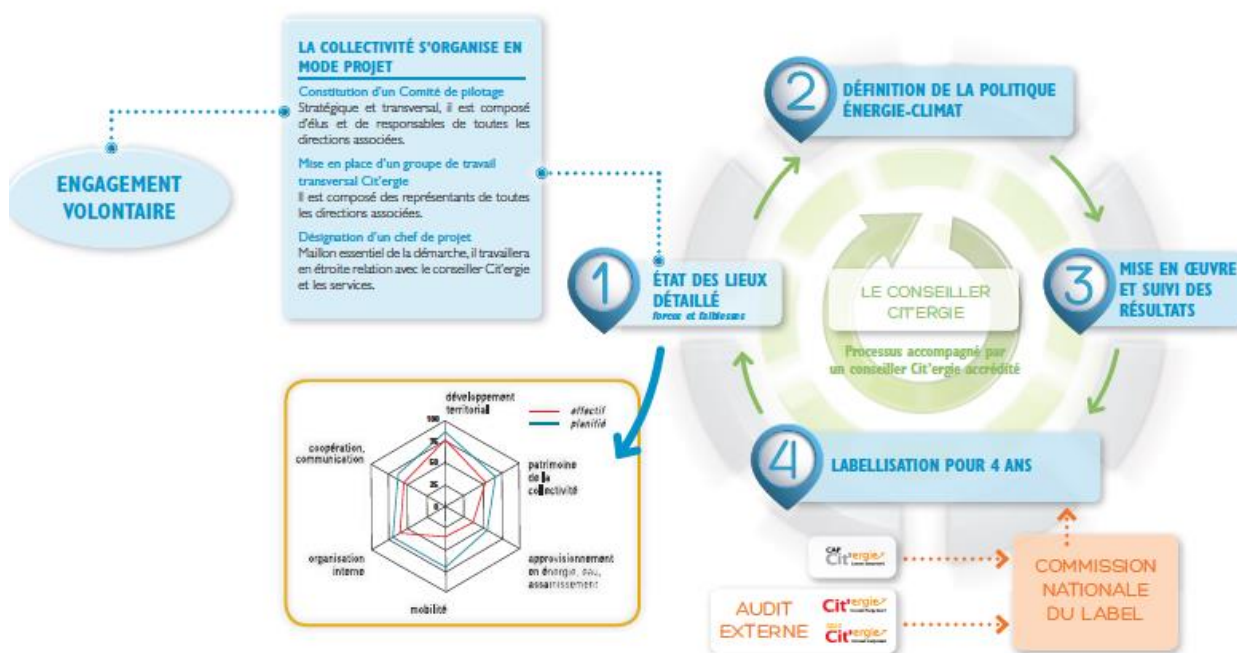 ENGAGEMENT
VOLONTAIRE
LA COLLECTIVITÉ S'ORGANISE EN
MODE PROJET
Constitution d'un Comité de pilotage
Stratégique et transversal, il est composé
d'élus et de responsables de toutes les
directions associées.
Mise en place d'un groupe de travail
transversal Cit'ergie
Il est composé des représentants de toutes
les directions associées.
Désignation d'un chef de projet
Maillon essentiel de la démarche, il travaillera
en étroite relation avec le conseiller Cit'ergie
et les services.
1
ÉTAT DES LIEUX
DÉTAILLÉ
forces et faiblesses
2
DÉFINITION DE LA POLITIQUE
ÉNERGIE-CLIMAT
3
MISE EN ŒUVRE
ET SUIVI DES
RÉSULTATS
4
LABELLISATION POUR 4 ANS
LE CONSEILLER
CIT'ERGIE
Processus accompagné par
un conseiller Cit'ergie accrédité
développement
territorial
effectif
planifié
100
75
50
25
0
coopération,
communication
patrimoine
de la
collectivité
organisation
interne
approvisionnement
en énergie, eau,
assainissement
mobilité
CAP
Cit'ergie
AUDIT
EXTERNE
Cit'ergie
Cit'ergie
COMMISSION
NATIONALE
DU LABEL